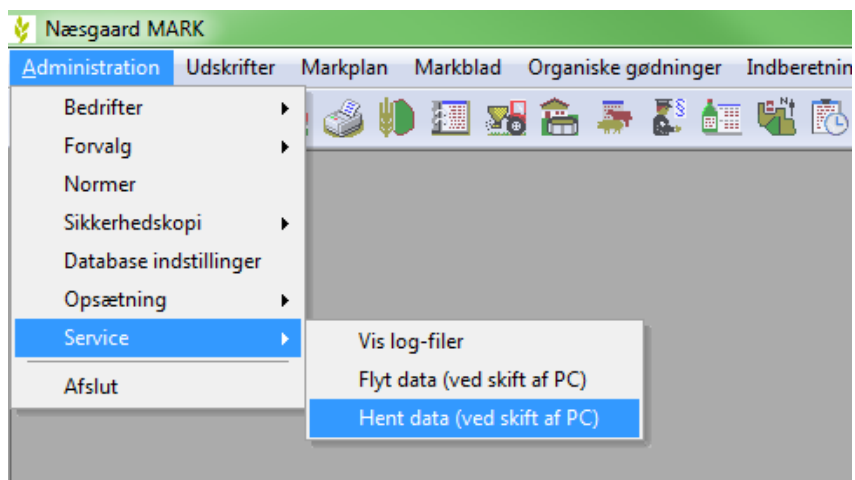 Næsgaard MARK
Administration Udskrifter Markplan Markblad Organiske gødninger Indberetnin
Bedrifter
Forvalg
Normer
Sikkerhedskopi
Database indstillinger
Opsætning
Service
Afslut
Vis log-filer
Flyt data (ved skift af PC)
Hent data (ved skift af PC)